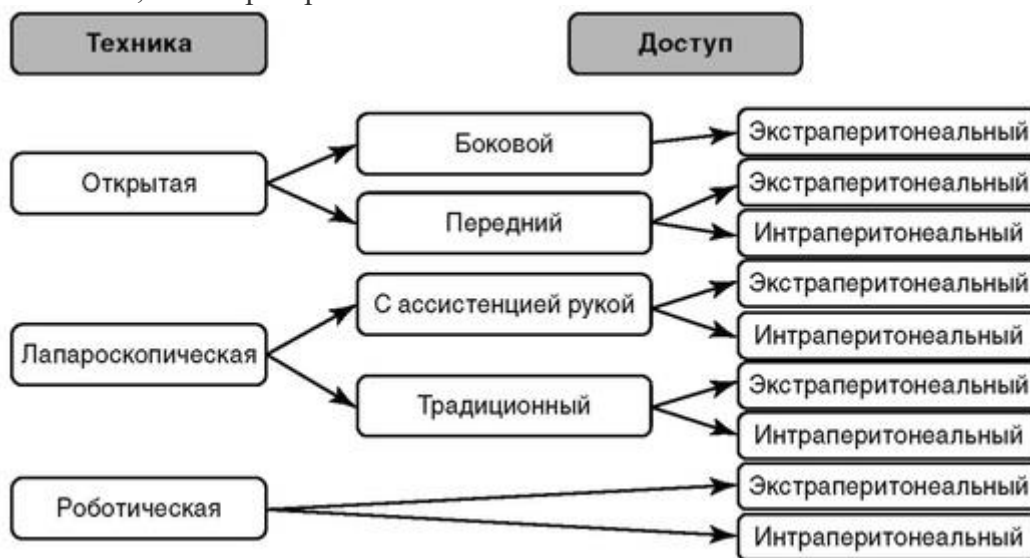 Техника
Доступ
Боковой
Экстраперитонеальный
Открытая
Экстраперитонеальный
Передний
Интраперитонеальный
С ассистенцией рукой
Экстраперитонеальный
Интраперитонеальный
Лапароскопическая
Традиционный
Экстраперитонеальный
Интраперитонеальный
Роботическая
Экстраперитонеальный
Интраперитонеальный